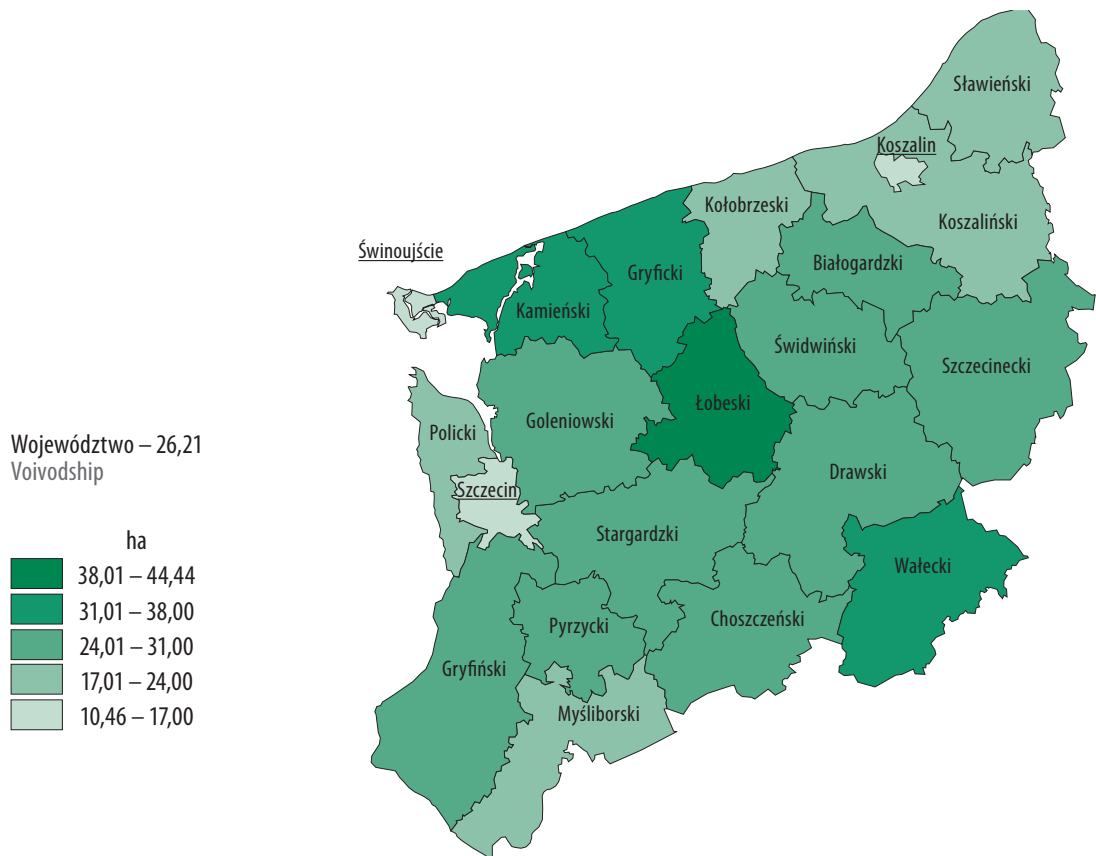 Sławieński
Koszalin
Kołobrzeski
Koszaliński
Świnoujście
Białogardzki
Gryficki
Kamieński
Świdwiński
Szczecinecki
Łobeski
Goleniowski
Policki
Województwo – 26,21
Voivodship
Drawski
Szczecin
Stargardzki
ha
Wałecki
38,01 – 44,44
31,01 – 38,00
Choszczeński
Pyrzycki
24,01 – 31,00
Gryfiński
17,01 – 24,00
Myśliborski
10,46 – 17,00